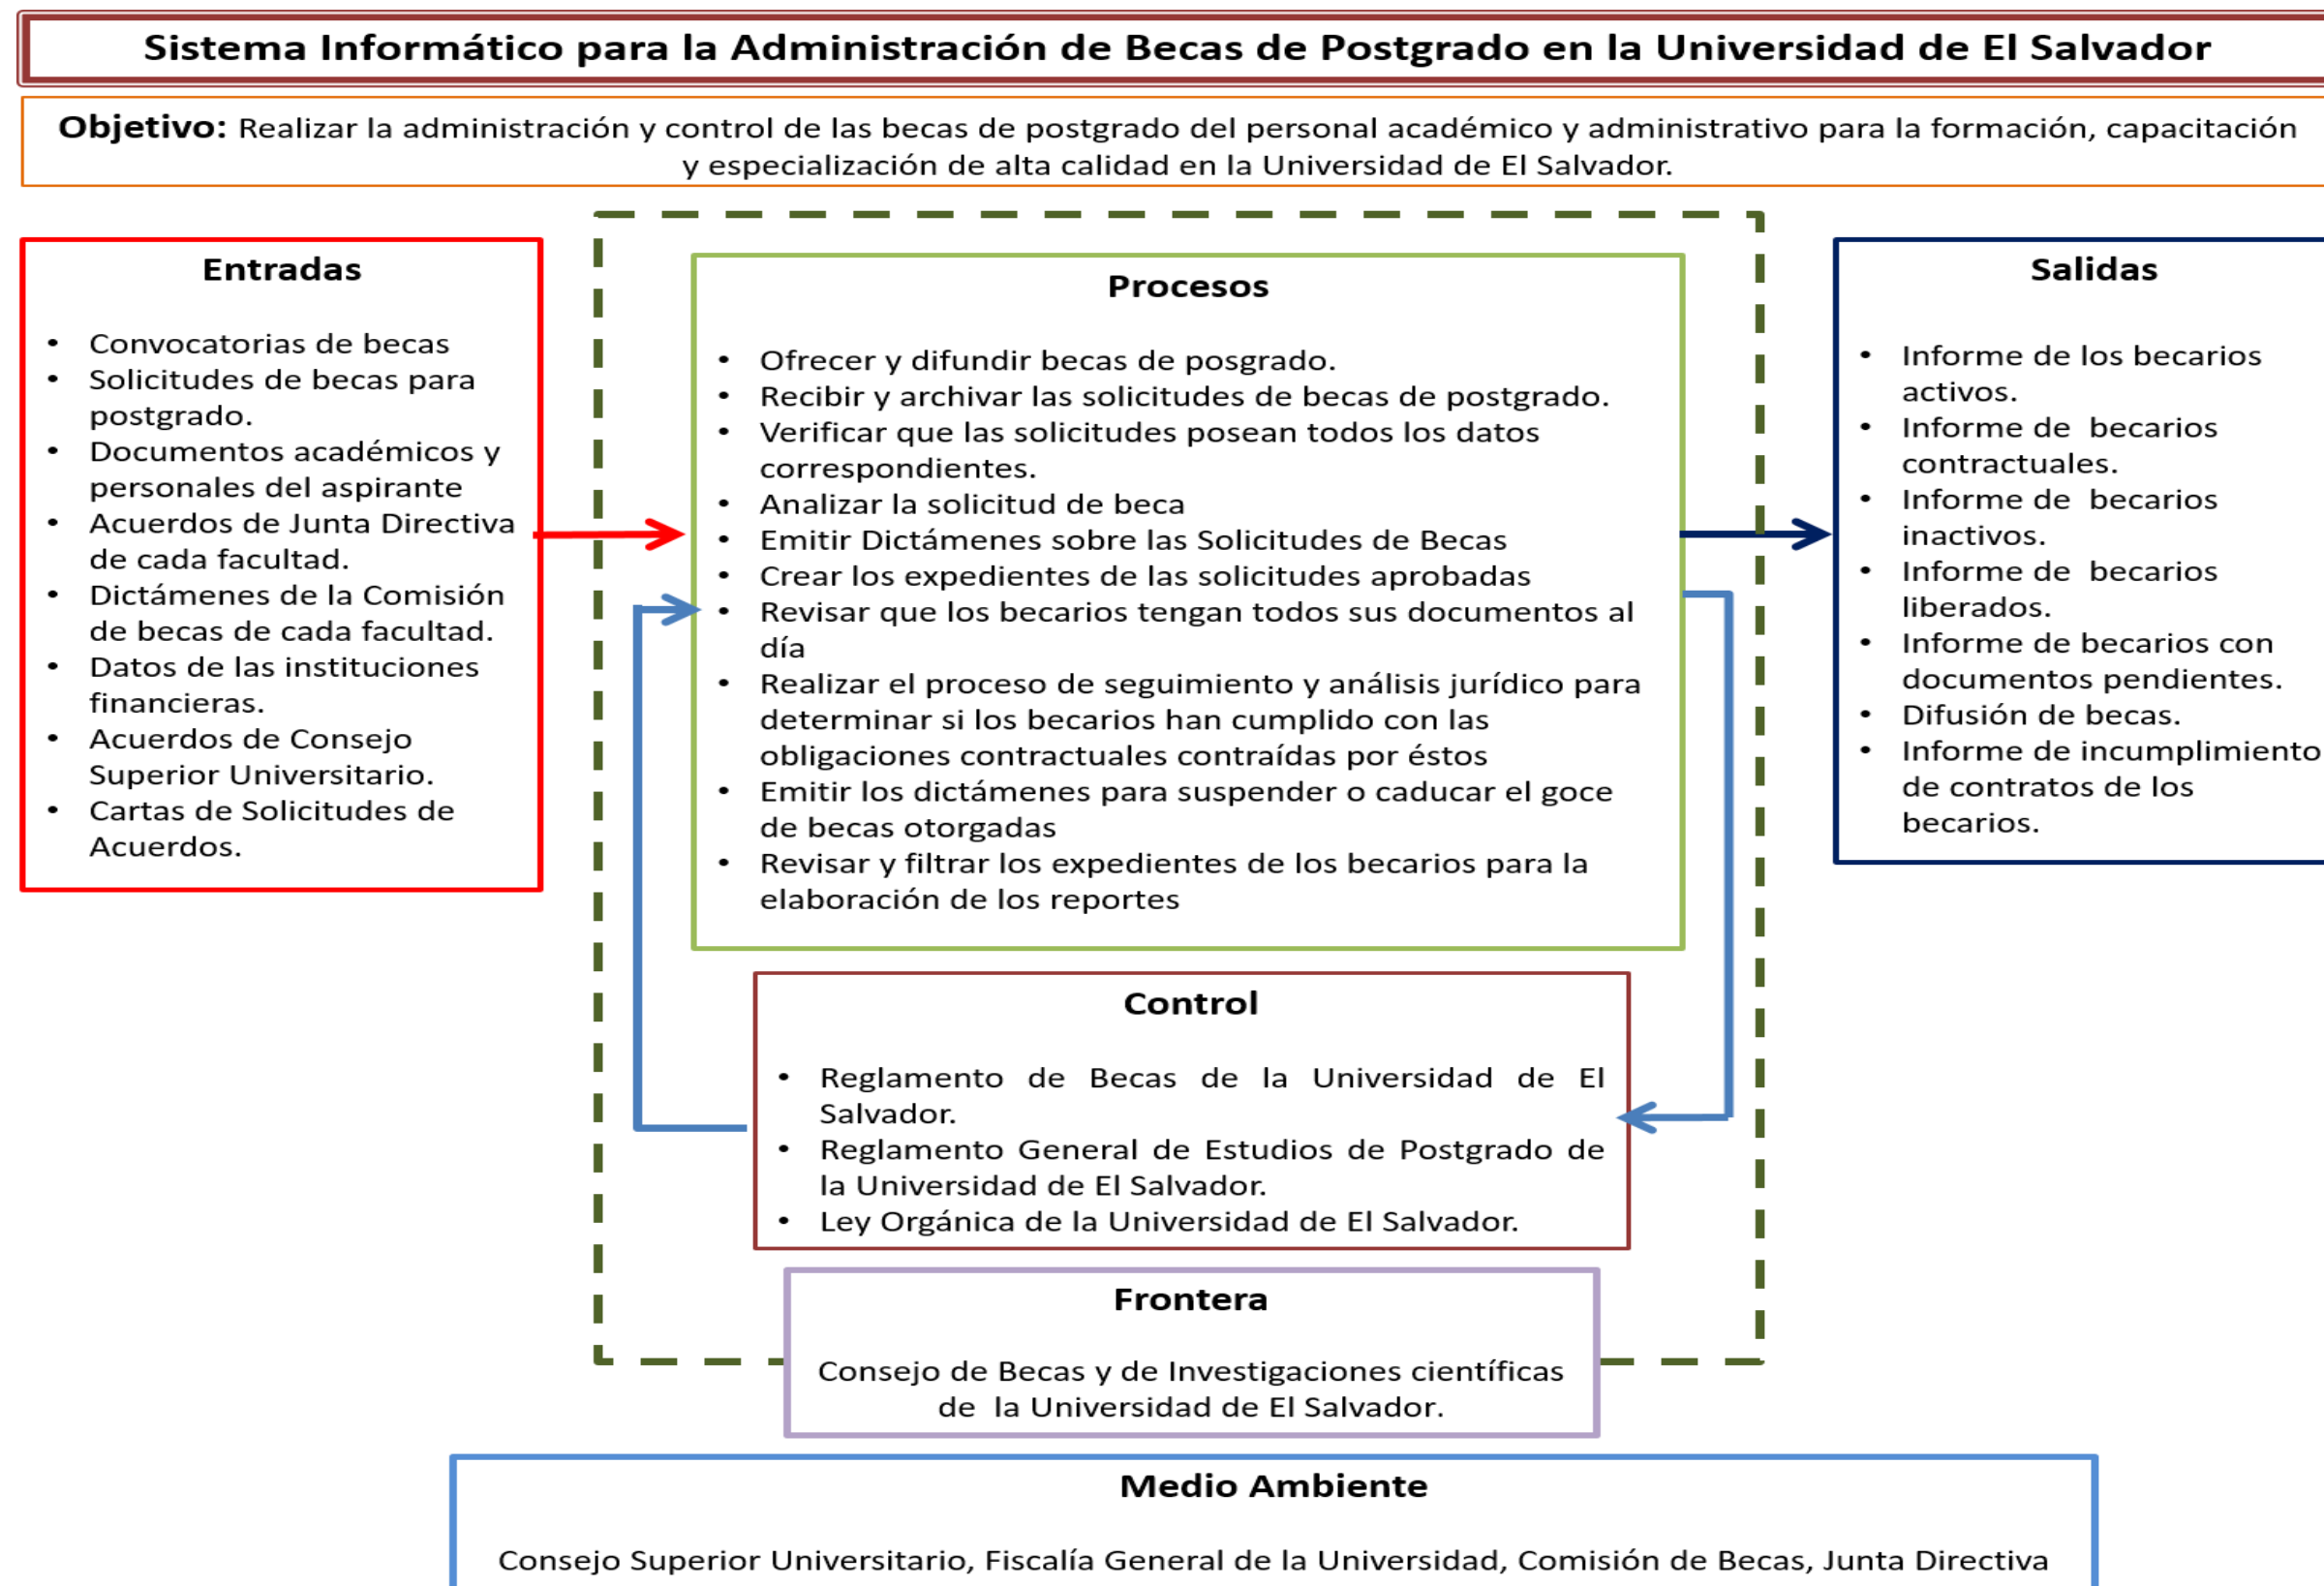 Sistema Informático para la Administración de Becas de Postgrado en la Universidad de El Salvador
Objetivo: Realizar la administración y control de las becas de postgrado del personal académico y administrativo para la formación, capacitación
y especialización de alta calidad en la Universidad de El Salvador.
Entradas
• Convocatorias de becas
• Solicitudes de becas para
postgrado.
• Documentos académicos y
personales del aspirante
• Acuerdos de Junta Directiva
de cada facultad.
• Dictámenes de la Comisión
de becas de cada facultad.
• Datos de las instituciones
financieras.
• Acuerdos de Consejo
Superior Universitario.
• Cartas de Solicitudes de
Acuerdos.
Procesos
• Ofrecer y difundir becas de posgrado.
• Recibir y archivar las solicitudes de becas de postgrado.
• Verificar que las solicitudes posean todos los datos
correspondientes.
• Analizar la solicitud de beca
• Emitir Dictámenes sobre las Solicitudes de Becas
• Crear los expedientes de las solicitudes aprobadas
• Revisar que los becarios tengan todos sus documentos al
día
• Realizar el proceso de seguimiento y análisis jurídico para
determinar si los becarios han cumplido con las
obligaciones contractuales contraídas por éstos
• Emitir los dictámenes para suspender o caducar el goce
de becas otorgadas
• Revisar y filtrar los expedientes de los becarios para la
elaboración de los reportes
Salidas
• Informe de los becarios
activos.
• Informe de becarios
contractuales.
• Informe de becarios
inactivos.
• Informe de becarios
liberados.
• Informe de becarios con
documentos pendientes.
• Difusión de becas.
• Informe de incumplimiento
de contratos de los
becarios.
Control
• Reglamento de Becas de la Universidad de El
Salvador.
• Reglamento General de Estudios de Postgrado de
la Universidad de El Salvador.
• Ley Orgánica de la Universidad de El Salvador.
Frontera
Consejo de Becas y de Investigaciones científicas
de la Universidad de El Salvador.
Medio Ambiente
Consejo Superior Universitario, Fiscalía General de la Universidad, Comisión de Becas, Junta Directiva